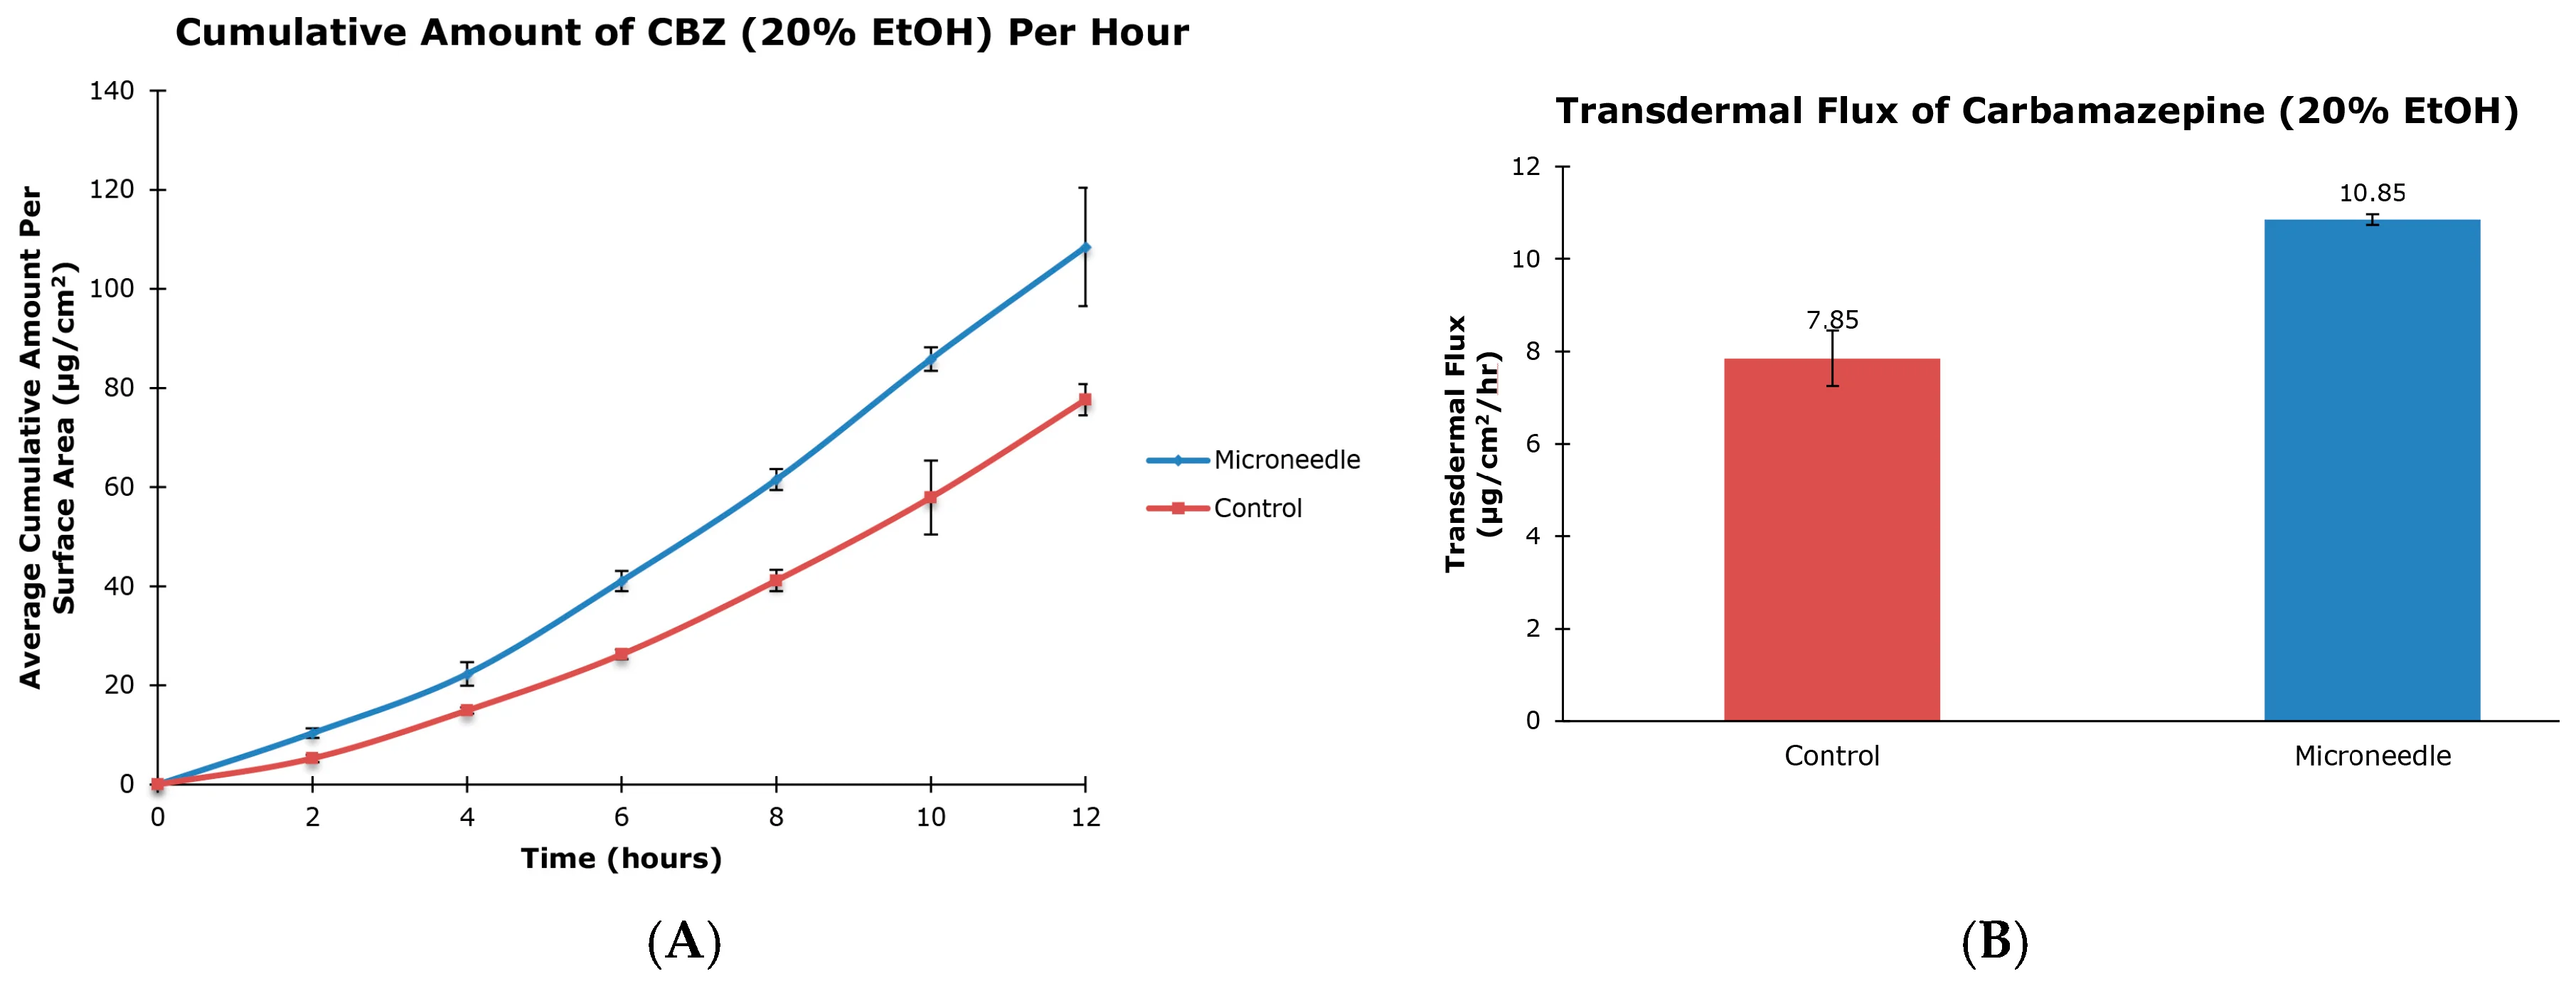 Cumulative Amount of CBZ (20% EtOH) Per Hour
Average Cumulative Amount Per
Surface Area (µg/cm²)
140
120
100
80
60
40
20
0
0 2 4 6 8 10 12
Time (hours)
Microneedle
Control
(A)
Transdermal Flux of Carbamazepine (20% EtOH)
Transdermal Flux
(µg/cm²/hr)
12
10
8
6
4
2
0
7.85
10.85
Control Microneedle
(B)